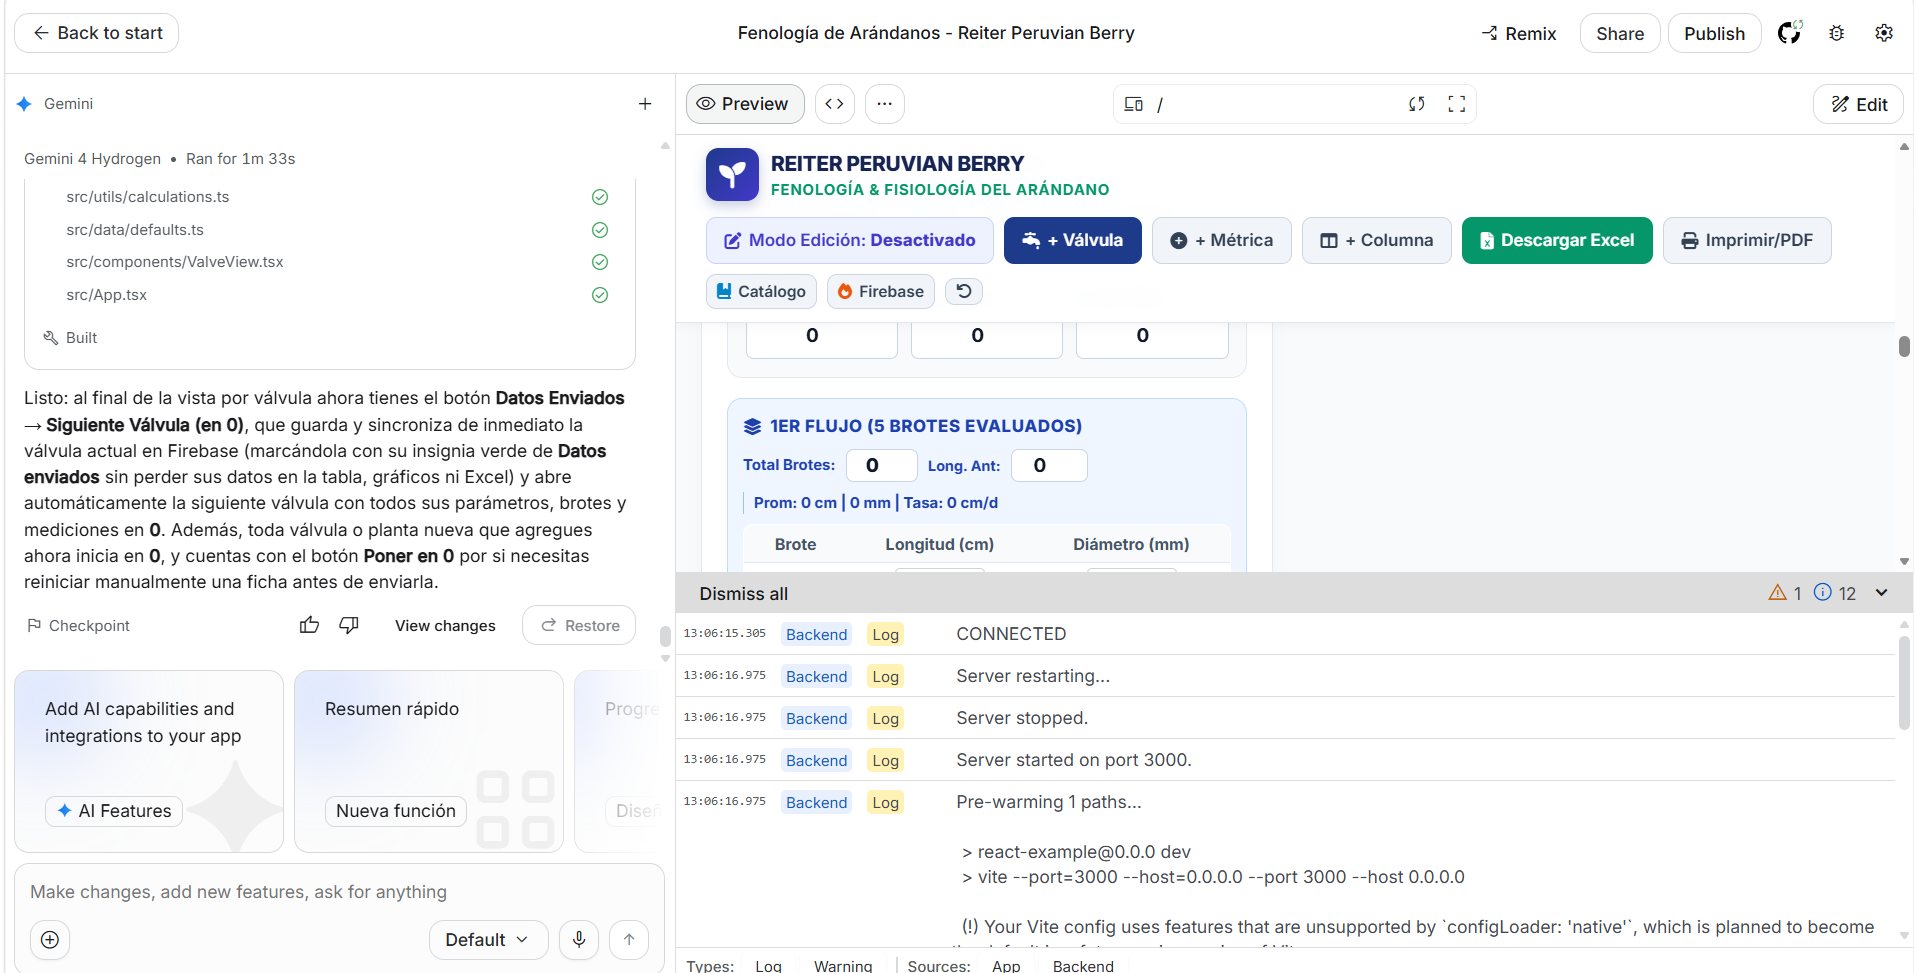 Back to start
Fenología de Arándanos - Reiter Peruvian Berry
Remix
Share
Publish
Gemini
Gemini 4 Hydrogen • Ran for 1m 33s
src/utils/calculations.ts
src/data/defaults.ts
src/components/ValveView.tsx
src/App.tsx
Built
Listo: al final de la vista por válvula ahora tienes el botón Datos Enviados
→ Siguiente Válvula (en 0), que guarda y sincroniza de inmediato la
válvula actual en Firebase (marcándola con su insignia verde de Datos
enviados sin perder sus datos en la tabla, gráficos ni Excel) y abre
automáticamente la siguiente válvula con todos sus parámetros, brotes y
mediciones en 0. Además, toda válvula o planta nueva que agregues
ahora inicia en 0, y cuentas con el botón Poner en 0 por si necesitas
reiniciar manualmente una ficha antes de enviarla.
Checkpoint
View changes
Restore
Add AI capabilities and
integrations to your app
AI Features
Resumen rápido
Nueva función
Progre
Diseñ
Make changes, add new features, ask for anything
Default
Preview
/
Edit
REITER PERUVIAN BERRY
FENOLOGÍA & FISIOLOGÍA DEL ARÁNDANO
Modo Edición: Desactivado
+ Válvula
+ Métrica
+ Columna
Descargar Excel
Imprimir/PDF
Catálogo
Firebase
0 0 0
1ER FLUJO (5 BROTES EVALUADOS)
Total Brotes: 0 Long. Ant: 0
Prom: 0 cm | 0 mm | Tasa: 0 cm/d
Brote Longitud (cm) Diámetro (mm)
Dismiss all
1 12
13:06:15.305 Backend Log CONNECTED
13:06:16.975 Backend Log Server restarting...
13:06:16.975 Backend Log Server stopped.
13:06:16.975 Backend Log Server started on port 3000.
13:06:16.975 Backend Log Pre-warming 1 paths...
> react-example@0.0.0 dev
> vite --port=3000 --host=0.0.0.0 --port 3000 --host 0.0.0.0
(!) Your Vite config uses features that are unsupported by `configLoader: 'native'`, which is planned to become
Types: Log Warning Sources: App Backend